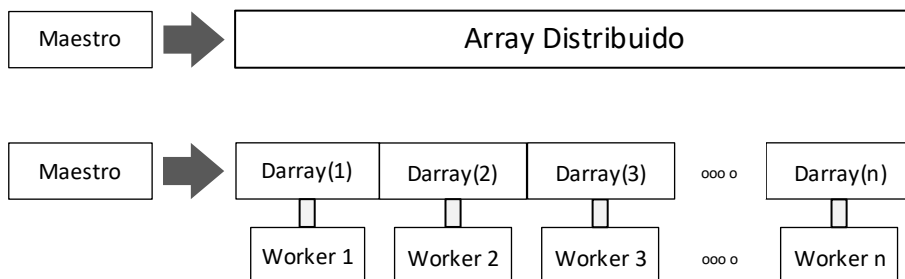 Maestro Array Distribuido
Maestro Darray(1) Darray(2) Darray(3) ooo o Darray(n)
Worker 1 Worker 2 Worker 3 ooo o Worker n